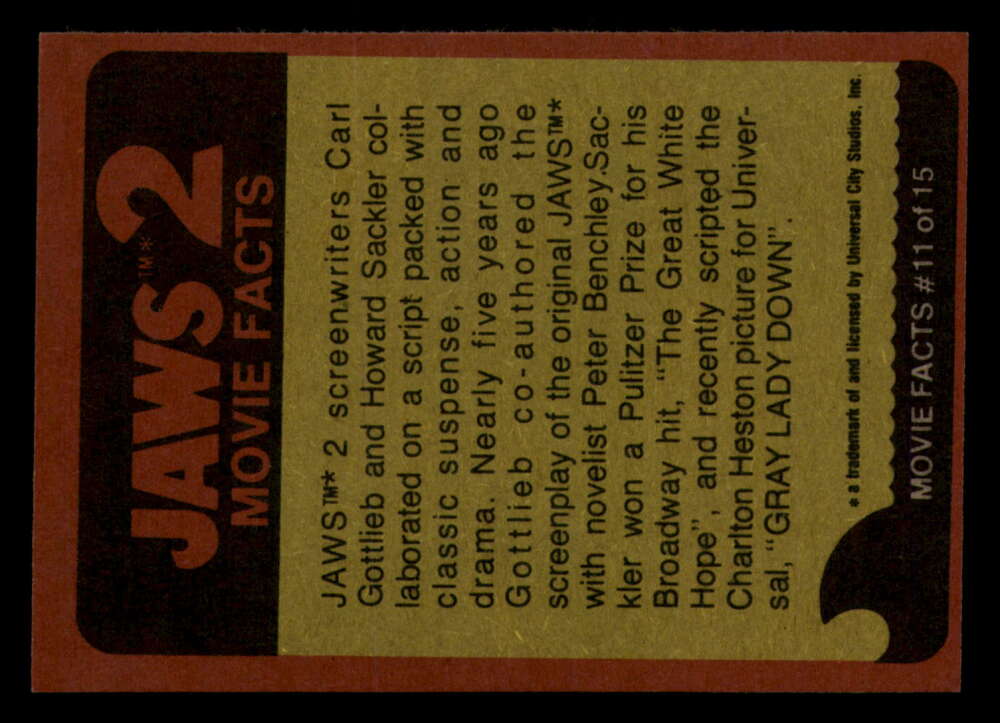 JAWS™* 2
MOVIE FACTS
JAWS™* 2 screenwriters Carl
Gottlieb and Howard Sackler col-
laborated on a script packed with
classic suspense, action and
drama. Nearly five years ago
Gottlieb co-authored the
screenplay of the original JAWS™*
with novelist Peter Benchley.Sac-
kler won a Pulitzer Prize for his
Broadway hit, "The Great White
Hope", and recently scripted the
Charlton Heston picture for Univer-
sal, "GRAY LADY DOWN".
* a trademark of and licensed by Universal City Studios, Inc.
MOVIE FACTS #11 of 15